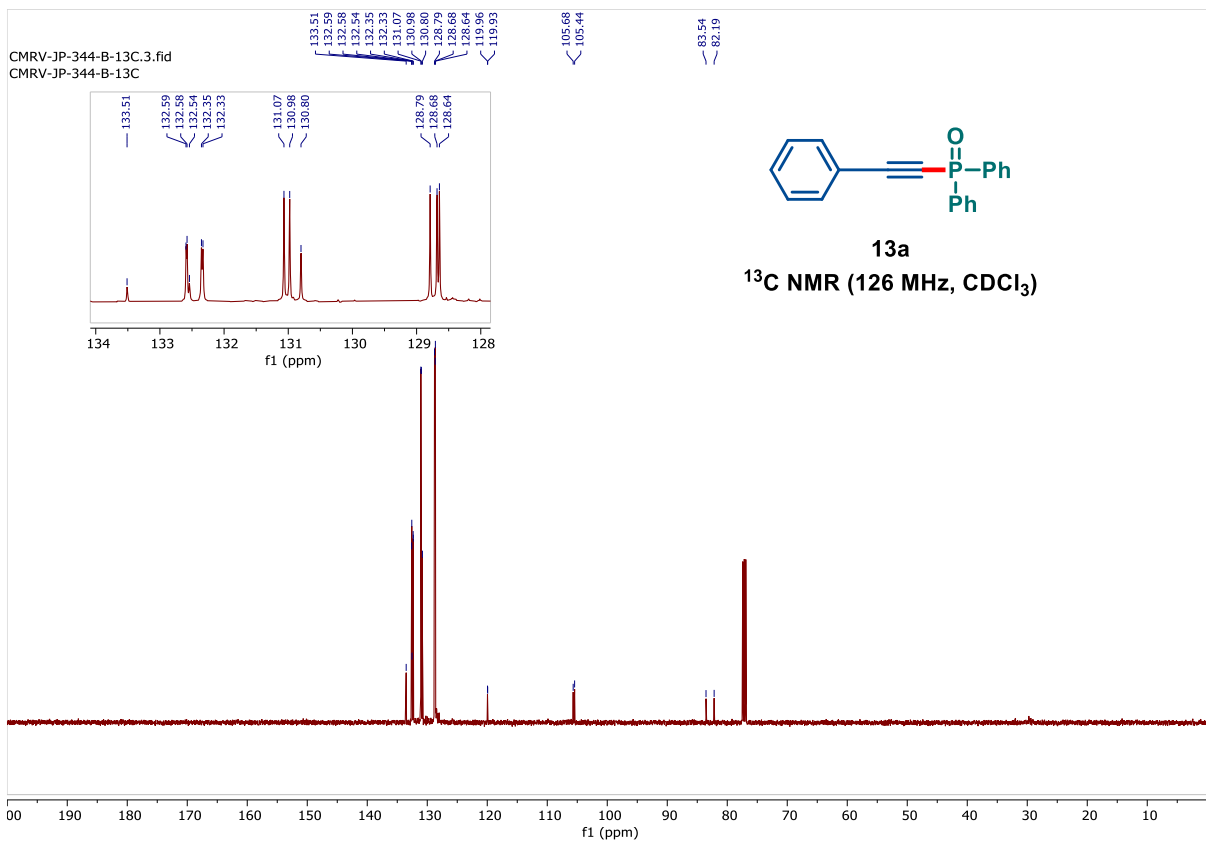 133.51
132.59
132.58
132.54
132.35
132.33
131.07
130.98
130.80
128.79
128.68
128.64
119.96
119.93
105.68
105.44
83.54
82.19
CMRV-JP-344-B-13C.3.fid
CMRV-JP-344-B-13C
133.51
132.59
132.58
132.54
132.35
132.33
131.07
130.98
130.80
128.79
128.68
128.64
134 133 132 131 130 129 128
f1 (ppm)
O
P Ph
Ph
13a
¹³C NMR (126 MHz, CDCl₃)
00 190 180 170 160 150 140 130 120 110 100 90 80 70 60 50 40 30 20 10
f1 (ppm)